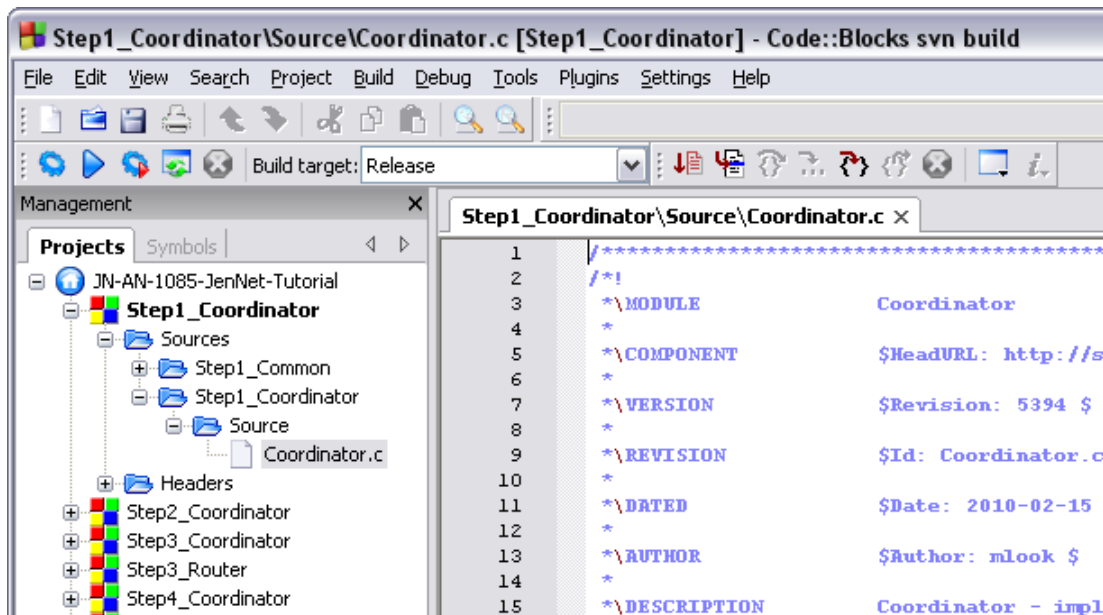 Step1_Coordinator\Source\Coordinator.c [Step1_Coordinator] - Code::Blocks svn build
File Edit View Search Project Build Debug Tools Plugins Settings Help
Build target: Release
Management
Projects Symbols
JN-AN-1085-JenNet-Tutorial
Step1_Coordinator
Sources
Step1_Common
Step1_Coordinator
Source
Coordinator.c
Headers
Step2_Coordinator
Step3_Coordinator
Step3_Router
Step4_Coordinator
Step1_Coordinator\Source\Coordinator.c
1 /****************************************
2 /*!
3 *\MODULE Coordinator
4 *
5 *\COMPONENT $HeadURL: http://s
6 *
7 *\VERSION $Revision: 5394 $
8 *
9 *\REVISION $Id: Coordinator.c
10 *
11 *\DATED $Date: 2010-02-15
12 *
13 *\AUTHOR $Author: mlook $
14 *
15 *\DESCRIPTION Coordinator - impl